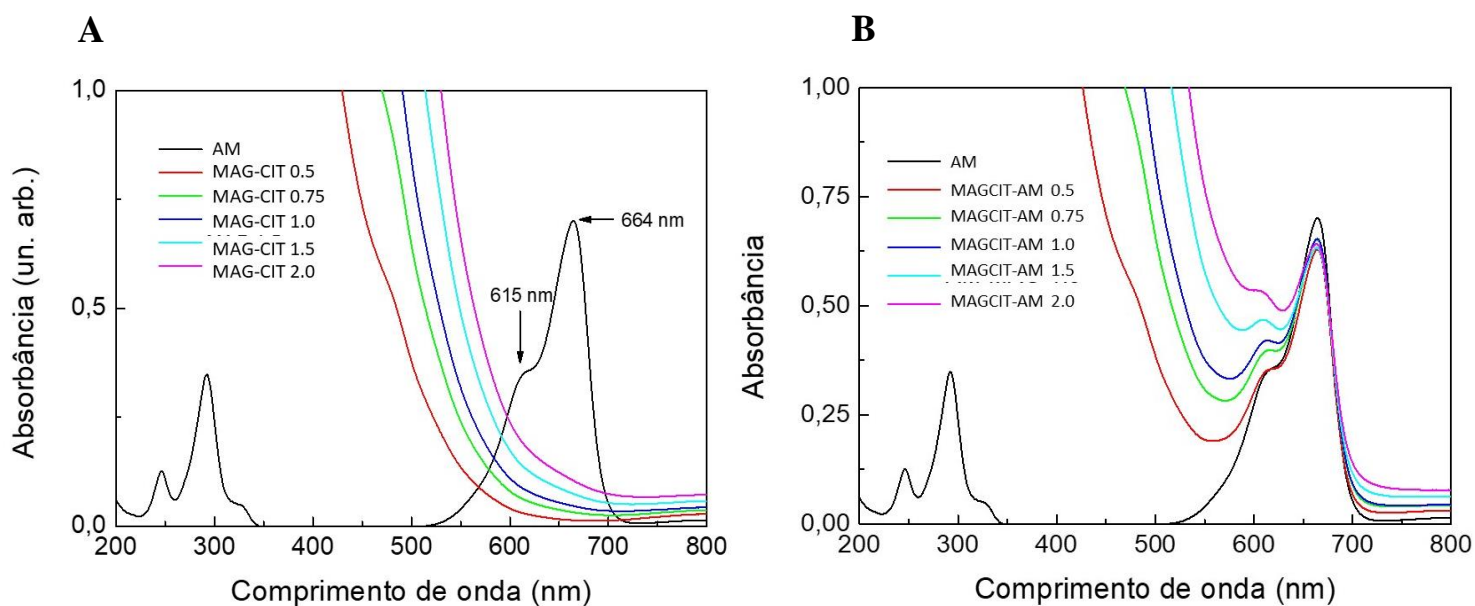 A
1,0
0,5
0,0
Absorbância (un. arb.)
AM
MAG-CIT 0.5
MAG-CIT 0.75
MAG-CIT 1.0
MAG-CIT 1.5
MAG-CIT 2.0
615 nm
664 nm
200 300 400 500 600 700 800
Comprimento de onda (nm)
B
1,00
0,75
0,50
0,25
0,00
Absorbância
AM
MAGCIT-AM 0.5
MAGCIT-AM 0.75
MAGCIT-AM 1.0
MAGCIT-AM 1.5
MAGCIT-AM 2.0
200 300 400 500 600 700 800
Comprimento de onda (nm)